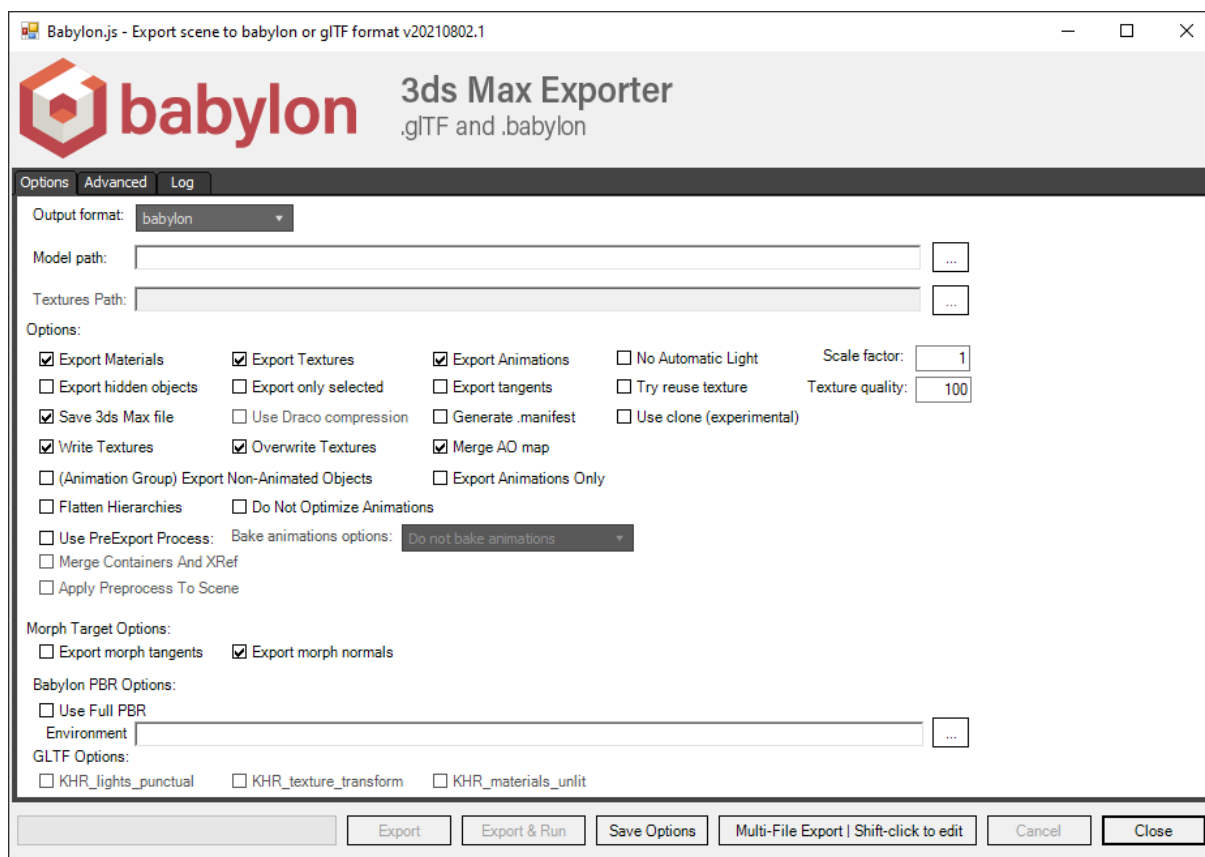 Babylon.js - Export scene to babylon or glTF format v20210802.1
babylon
3ds Max Exporter
.glTF and .babylon
Options Advanced Log
Output format: babylon
Model path: ...
Textures Path: ...
Options:
Export Materials Export Textures Export Animations No Automatic Light Scale factor: 1
Export hidden objects Export only selected Export tangents Try reuse texture Texture quality: 100
Save 3ds Max file Use Draco compression Generate .manifest Use clone (experimental)
Write Textures Overwrite Textures Merge AO map
(Animation Group) Export Non-Animated Objects Export Animations Only
Flatten Hierarchies Do Not Optimize Animations
Use PreExport Process: Bake animations options: Do not bake animations
Merge Containers And XRef
Apply Preprocess To Scene
Morph Target Options:
Export morph tangents Export morph normals
Babylon PBR Options:
Use Full PBR
Environment ...
GLTF Options:
KHR_lights_punctual KHR_texture_transform KHR_materials_unlit
Export Export & Run Save Options Multi-File Export | Shift-click to edit Cancel Close